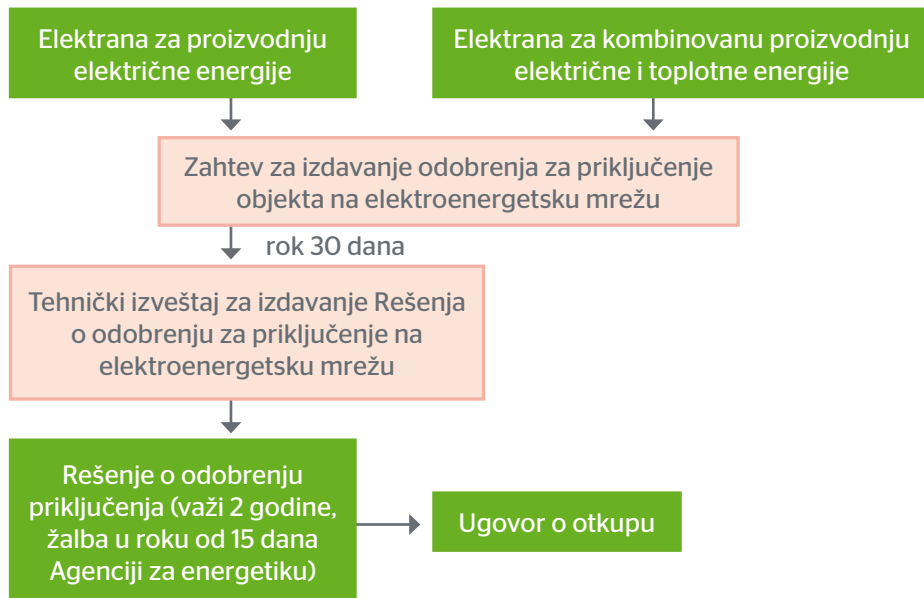 Elektrana za proizvodnju
električne energije
Elektrana za kombinovanu proizvodnju
električne i toplotne energije
Zahtev za izdavanje odobrenja za priključenje
objekta na elektroenergetsku mrežu
rok 30 dana
Tehnički izveštaj za izdavanje Rešenja
o odobrenju za priključenje na
elektroenergetsku mrežu
Rešenje o odobrenju
priključenja (važi 2 godine,
žalba u roku od 15 dana
Agenciji za energetiku)
Ugovor o otkupu